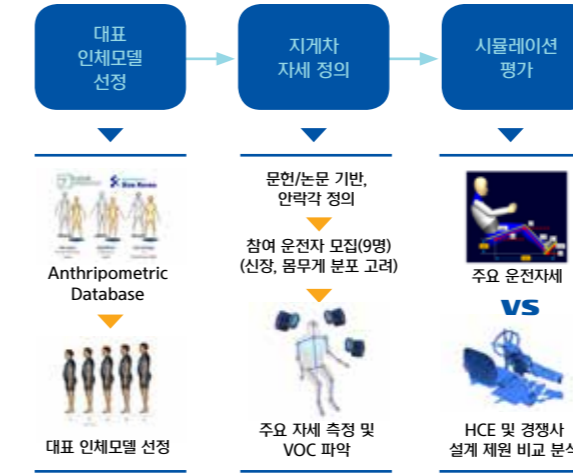 대표
인체모델
선정
지게차
자세 정의
시뮬레이션
평가
Size Korea
Anthripometric
Database
대표 인체모델 선정
문헌/논문 기반,
안락각 정의
참여 운전자 모집(9명)
(신장, 몸무게 분포 고려)
주요 자세 측정 및
VOC 파악
주요 운전자세
VS
HCE 및 경쟁사
설계 제원 비교 분석